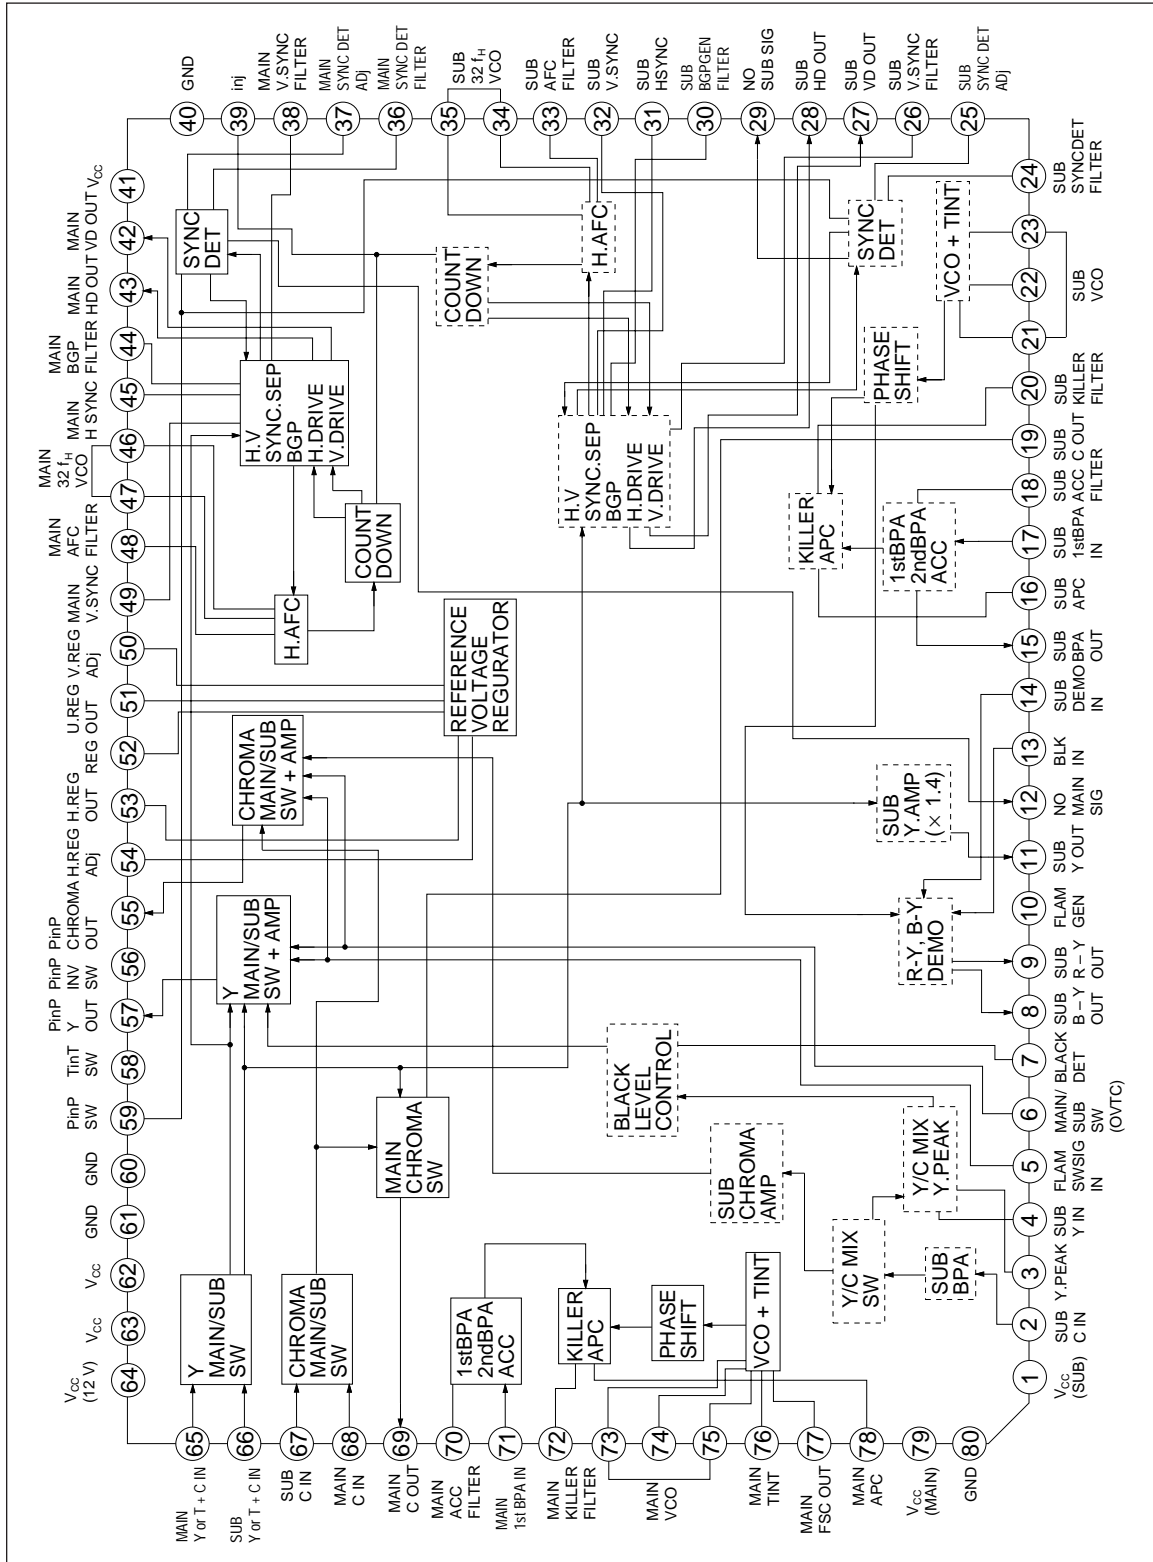 40
GND
39
inj
38
MAIN
V.SYNC
FILTER
37
MAIN
SYNC DET
ADj
36
MAIN
SYNC DET
FILTER
35
34
SUB
32 fH
VCO
33
SUB
AFC
FILTER
32
SUB
V.SYNC
31
SUB
HSYNC
30
SUB
BGPGEN
FILTER
29
NO
SUB SIG
28
SUB
HD OUT
27
SUB
VD OUT
26
SUB
V.SYNC
FILTER
25
SUB
SYNC DET
ADj
41
VCC
42
MAIN
VD OUT
43
MAIN
HD OUT
44
MAIN
BGP
FILTER
45
MAIN
H SYNC
46
47
MAIN
32 fH
VCO
48
MAIN
AFC
FILTER
49
MAIN
V.SYNC
50
V.REG
ADj
51
U.REG
OUT
52
REG
53
H.REG
OUT
54
H.REG
ADj
55
PinP
CHROMA
OUT
56
PinP
INV
SW
57
PinP
Y
OUT
58
TinT
SW
59
PinP
SW
60
GND
61
GND
62
VCC
63
VCC
64
VCC
(12 V)
SYNC
DET
H.V
SYNC.SEP
BGP
H.DRIVE
V.DRIVE
COUNT
DOWN
H.AFC
REFERENCE
VOLTAGE
REGURATOR
CHROMA
MAIN/SUB
SW + AMP
Y
MAIN/SUB
SW + AMP
MAIN
CHROMA
SW
Y
MAIN/SUB
SW
CHROMA
MAIN/SUB
SW
1stBPA
2ndBPA
ACC
KILLER
APC
PHASE
SHIFT
VCO + TINT
H.AFC
COUNT
DOWN
SYNC
DET
H.V
SYNC.SEP
BGP
H.DRIVE
V.DRIVE
VCO + TINT
PHASE
SHIFT
KILLER
APC
1stBPA
2ndBPA
ACC
SUB
Y.AMP
(× 1.4)
R-Y, B-Y
DEMO
BLACK
LEVEL
CONTROL
SUB
CHROMA
AMP
Y/C MIX
Y.PEAK
Y/C MIX
SW
SUB
BPA
24
SUB
SYNCDET
FILTER
23
22
21
SUB
VCO
20
SUB
KILLER
FILTER
19
SUB
C OUT
18
SUB
ACC
FILTER
17
SUB
1stBPA
IN
16
SUB
APC
15
SUB
BPA
OUT
14
SUB
DEMO
IN
13
BLK
IN
12
NO
MAIN
SIG
11
SUB
Y OUT
10
FLAM
GEN
9
SUB
R – Y
OUT
8
SUB
B – Y
OUT
7
BLACK
DET
6
MAIN/
SUB
SW
(OVTC)
5
FLAM
SWSIG
IN
4
SUB
Y IN
3
Y.PEAK
2
SUB
C IN
1
VCC
(SUB)
65
MAIN
Y or T + C IN
66
SUB
Y or T + C IN
67
SUB
C IN
68
MAIN
C IN
69
MAIN
C OUT
70
MAIN
ACC
FILTER
71
MAIN
1st BPA IN
72
MAIN
KILLER
FILTER
73
74
75
MAIN
VCO
76
MAIN
TINT
77
MAIN
FSC OUT
78
MAIN
APC
79
VCC
(MAIN)
80
GND